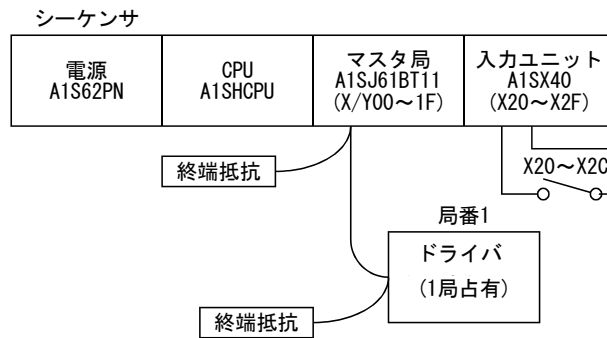 シーケンサ
電源
A1S62PN
CPU
A1SHCPU
マスタ局
A1SJ61BT11
(X/Y00～1F)
入力ユニット
A1SX40
(X20～X2F)
終端抵抗
X20～X2C
局番1
ドライバ
(1局占有)
終端抵抗